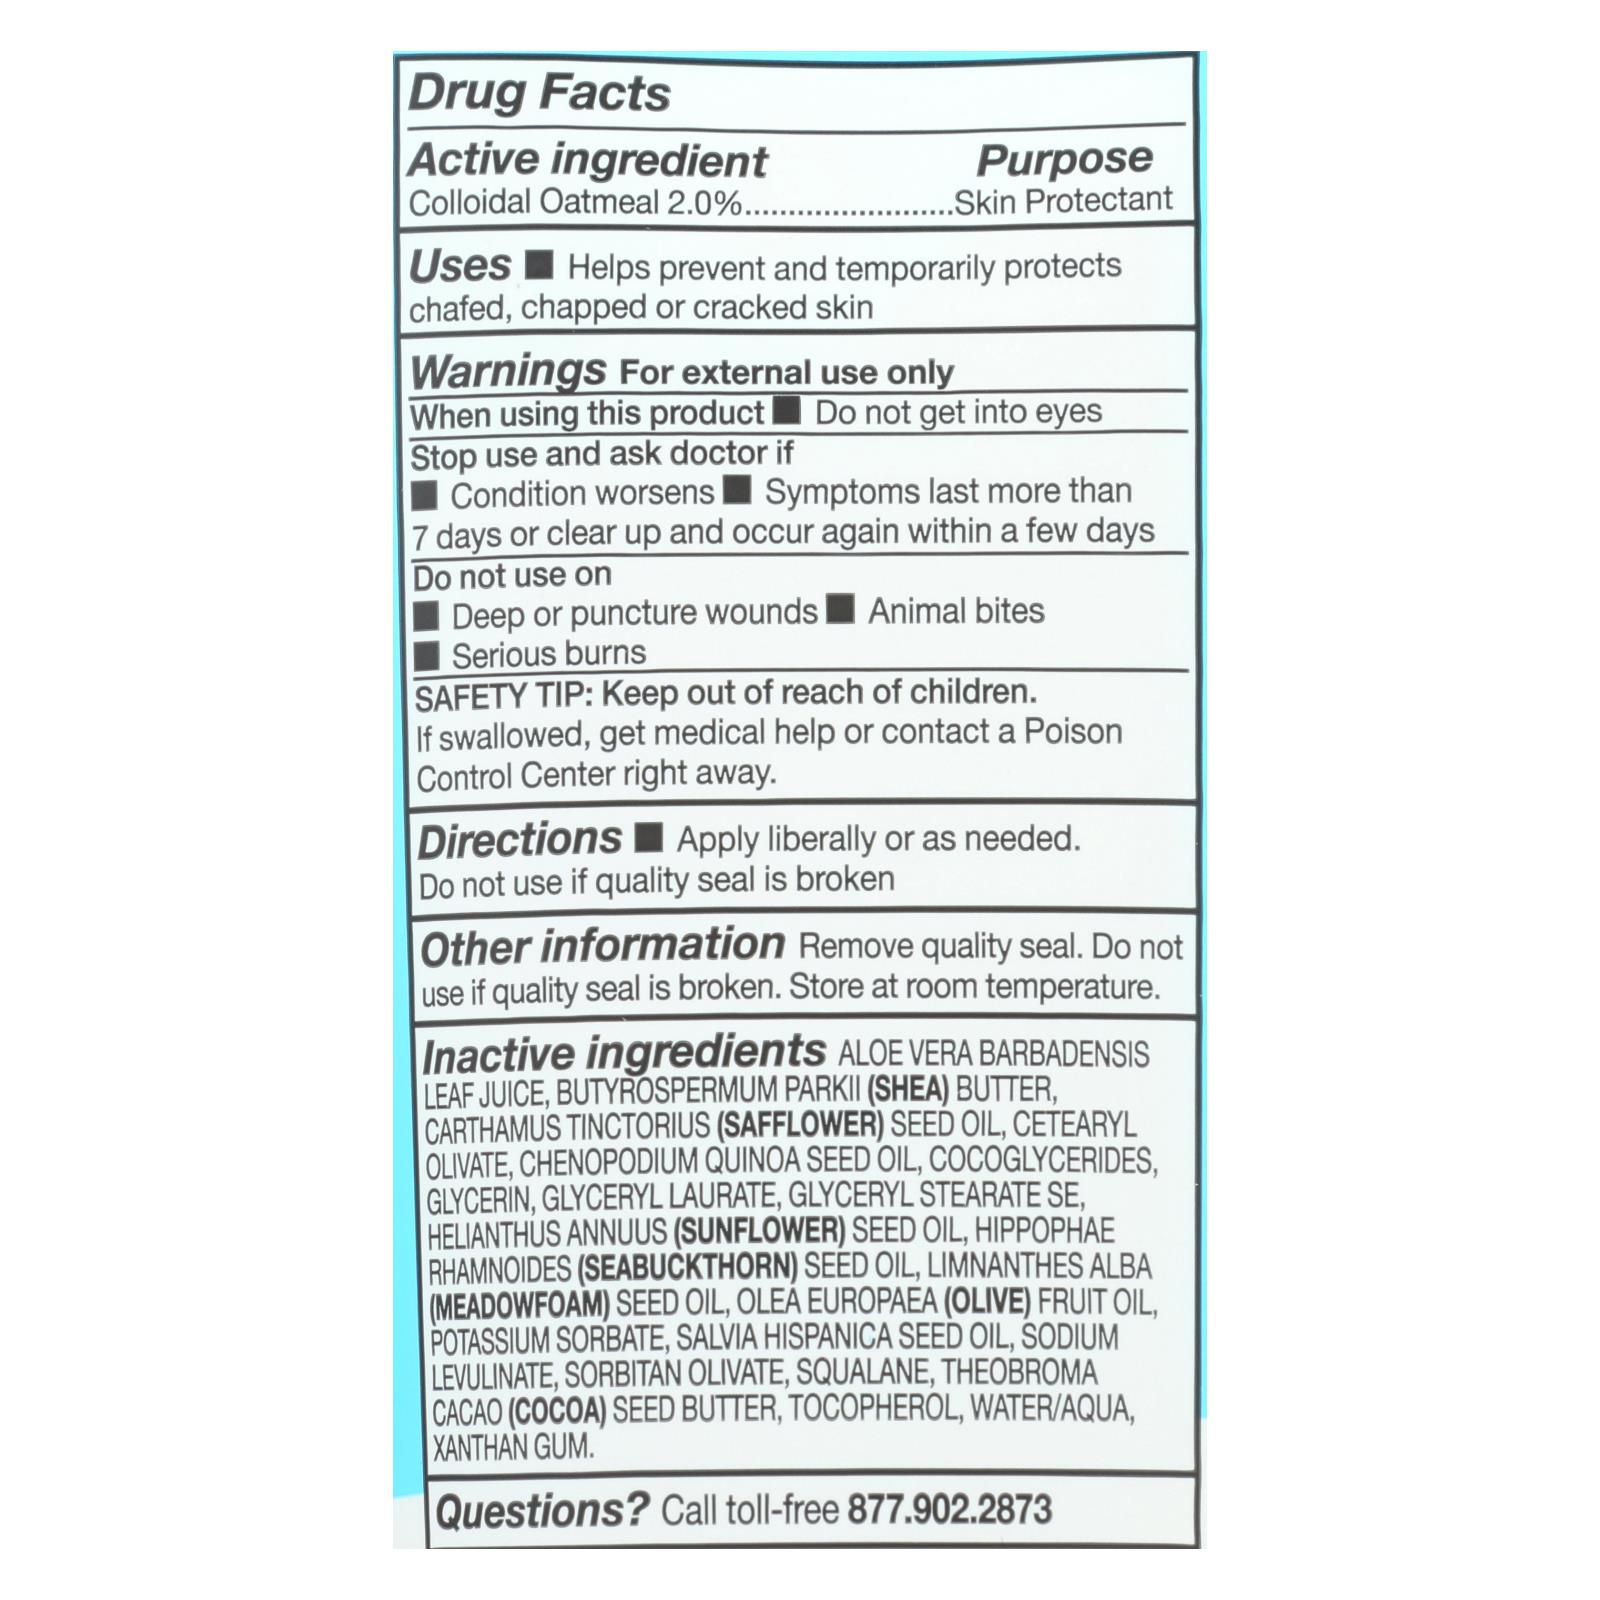 Drug Facts
Active ingredient Purpose
Colloidal Oatmeal 2.0%........................Skin Protectant
Uses ■ Helps prevent and temporarily protects
chafed, chapped or cracked skin
Warnings For external use only
When using this product ■ Do not get into eyes
Stop use and ask doctor if
■ Condition worsens ■ Symptoms last more than
7 days or clear up and occur again within a few days
Do not use on
■ Deep or puncture wounds ■ Animal bites
■ Serious burns
SAFETY TIP: Keep out of reach of children.
If swallowed, get medical help or contact a Poison
Control Center right away.
Directions ■ Apply liberally or as needed.
Do not use if quality seal is broken
Other information Remove quality seal. Do not
use if quality seal is broken. Store at room temperature.
Inactive ingredients ALOE VERA BARBADENSIS
LEAF JUICE, BUTYROSPERMUM PARKII (SHEA) BUTTER,
CARTHAMUS TINCTORIUS (SAFFLOWER) SEED OIL, CETEARYL
OLIVATE, CHENOPODIUM QUINOA SEED OIL, COCOGLYCERIDES,
GLYCERIN, GLYCERYL LAURATE, GLYCERYL STEARATE SE,
HELIANTHUS ANNUUS (SUNFLOWER) SEED OIL, HIPPOPHAE
RHAMNOIDES (SEABUCKTHORN) SEED OIL, LIMNANTHES ALBA
(MEADOWFOAM) SEED OIL, OLEA EUROPAEA (OLIVE) FRUIT OIL,
POTASSIUM SORBATE, SALVIA HISPANICA SEED OIL, SODIUM
LEVULINATE, SORBITAN OLIVATE, SQUALANE, THEOBROMA
CACAO (COCOA) SEED BUTTER, TOCOPHEROL, WATER/AQUA,
XANTHAN GUM.
Questions? Call toll-free 877.902.2873